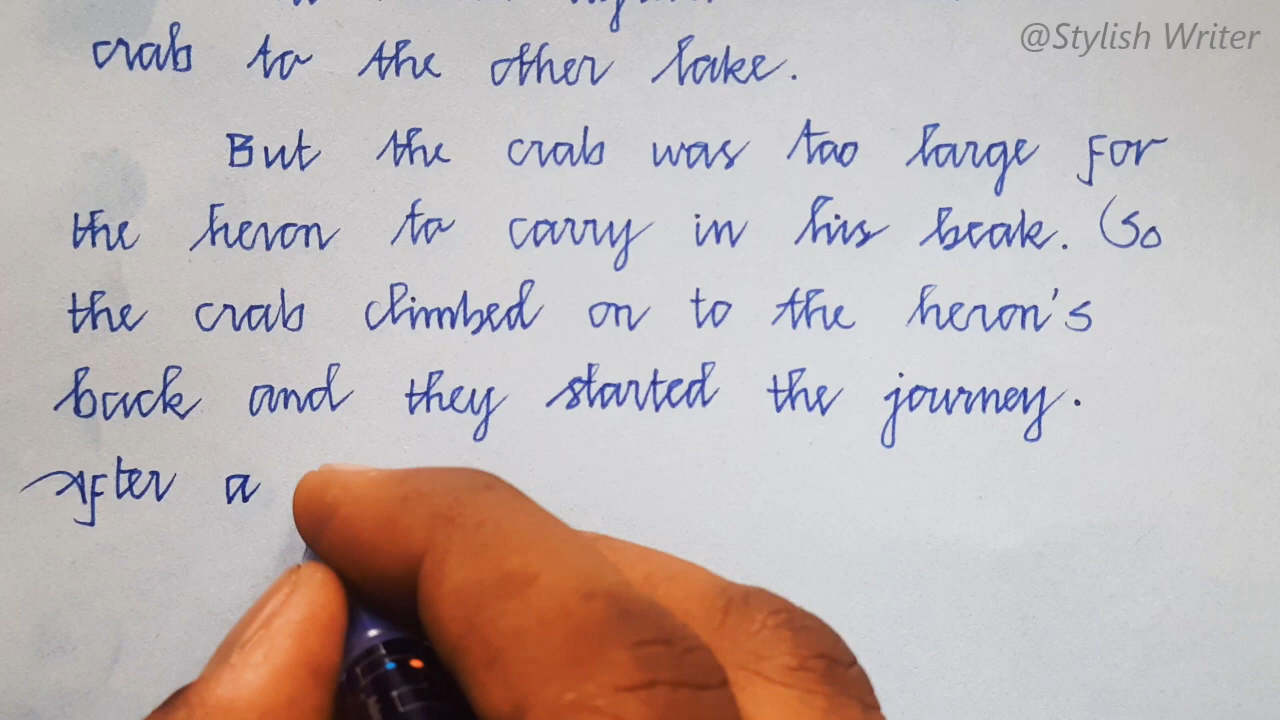 @Stylish Writer
crab to the other lake.
But the crab was too large for
the heron to carry in his beak. So
the crab climbed on to the heron's
back and they started the journey.
After a